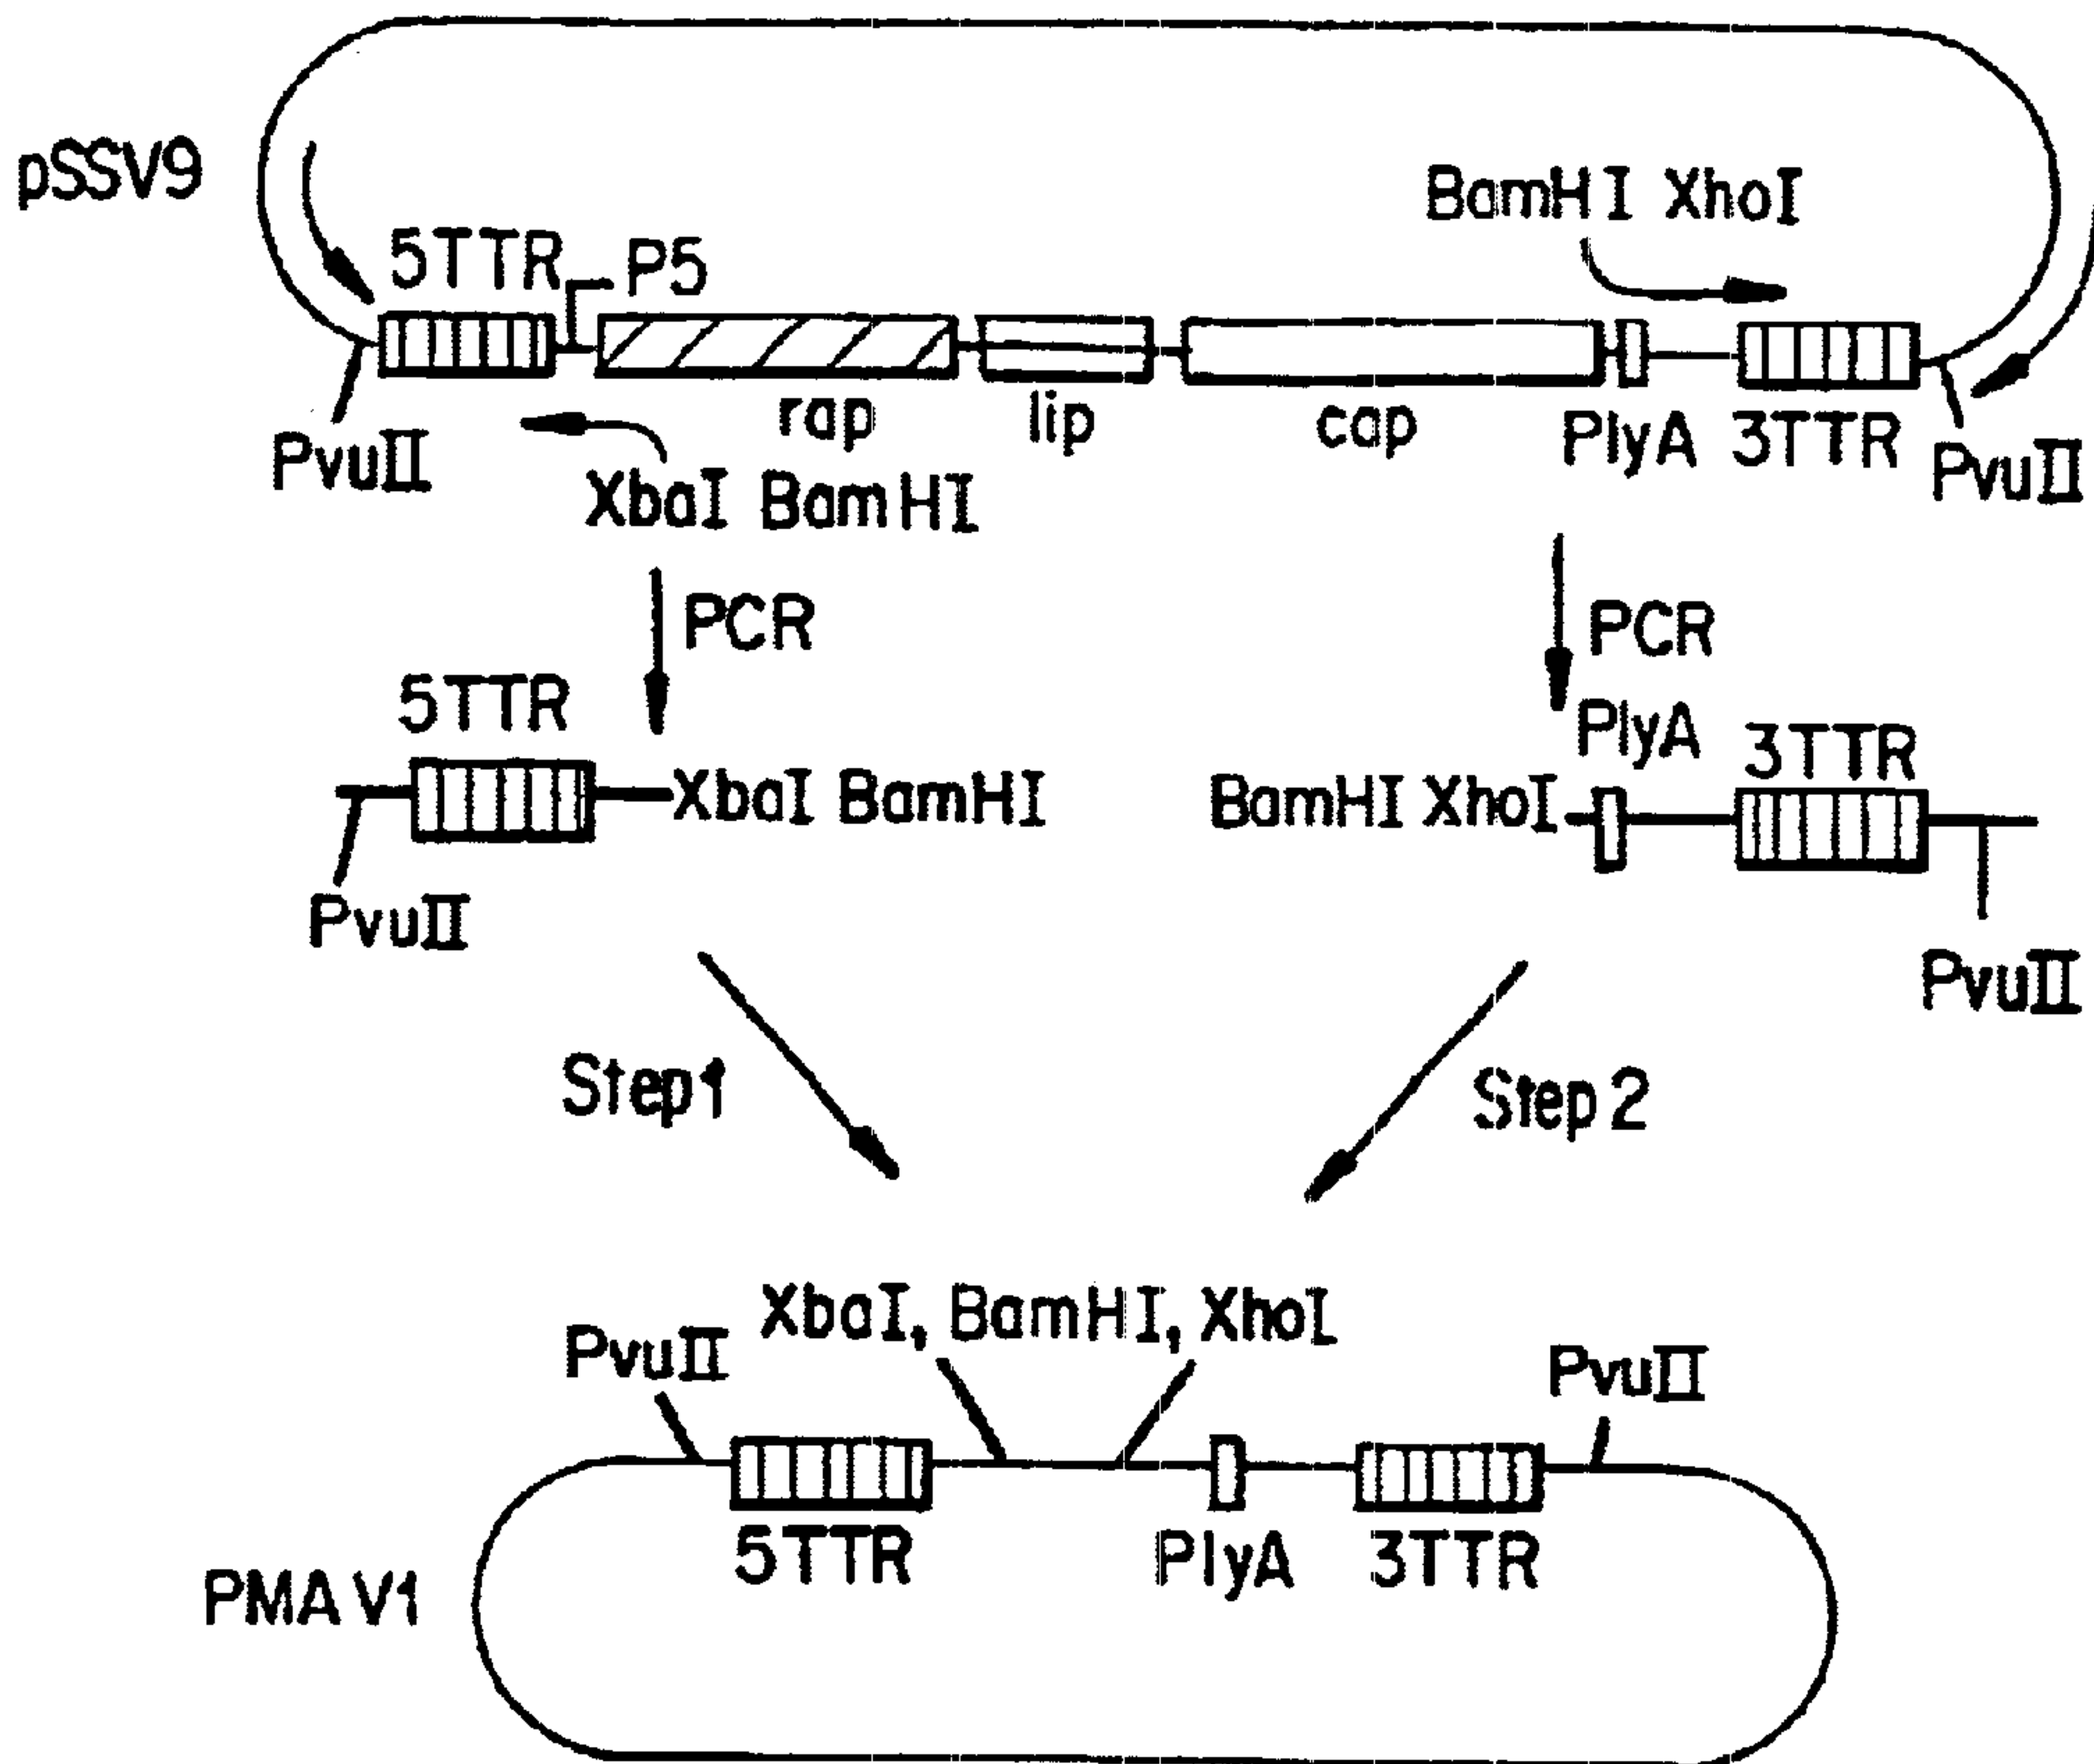 pSSV9
BamHI XhoI
5TTR
P5
rap
lip
cap
PlyA
3TTR
PvuII
PvuII
XbaI BamHI
PCR
PCR
5TTR
PlyA
3TTR
XbaI BamHI
BamHI XhoI
PvuII
PvuII
Step1
Step2
XbaI, BamHI, XhoI
PvuII
PvuII
5TTR
PlyA
3TTR
PMAV1